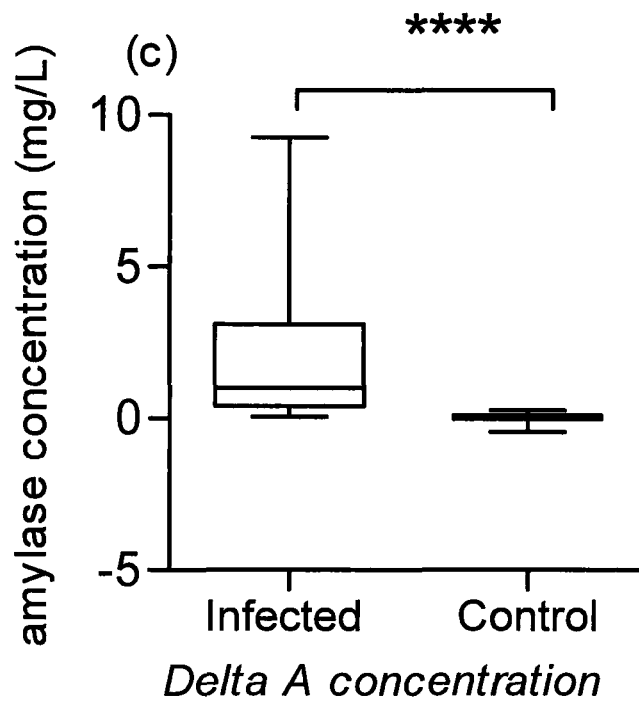 (c)
****
amylase concentration (mg/L)
10
5
0
-5
Infected Control
Delta A concentration